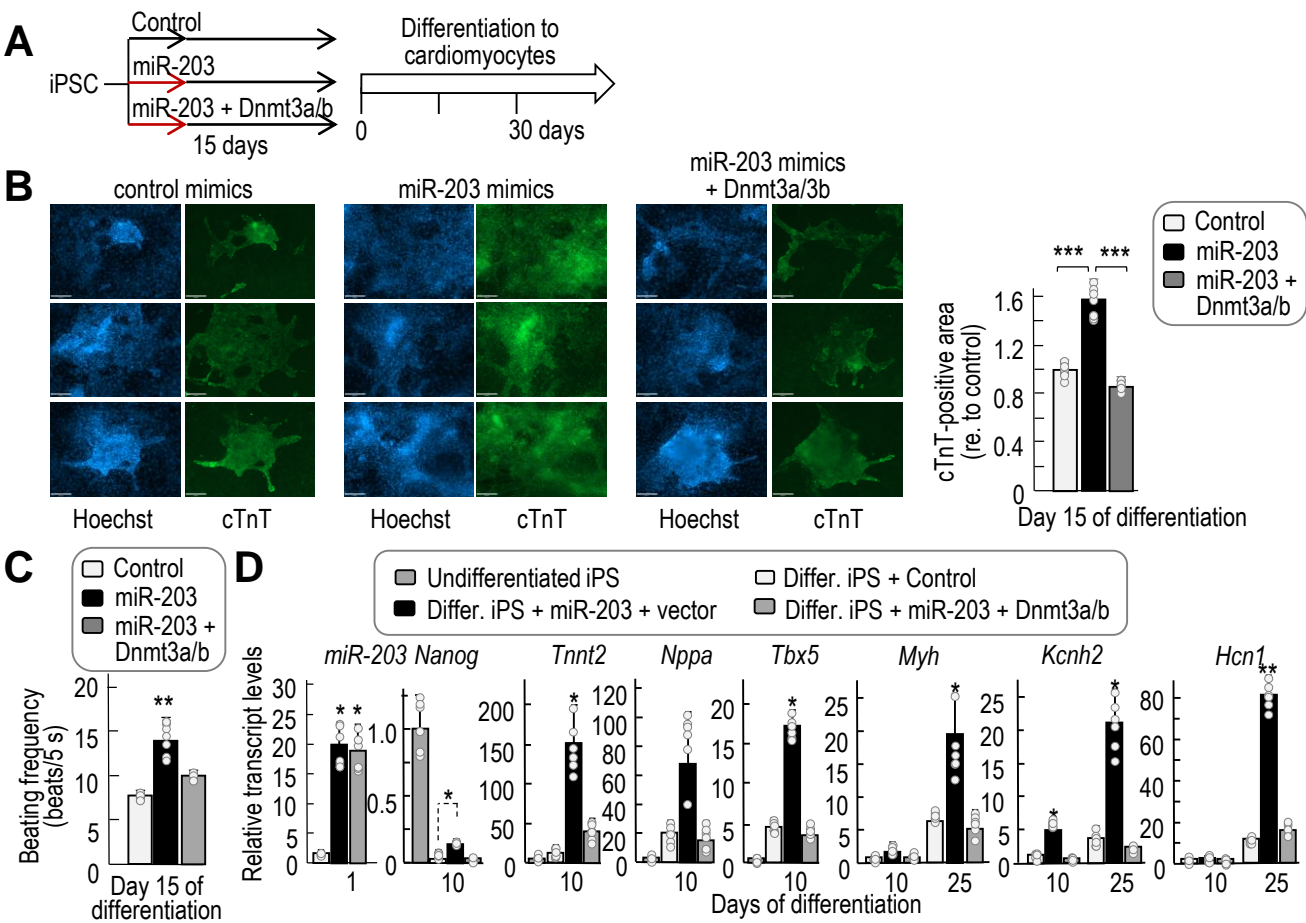 A
Control
iPSC
miR-203
miR-203 + Dnmt3a/b
15 days
Differentiation to
cardiomyocytes
0
30 days
B
control mimics
miR-203 mimics
miR-203 mimics
+ Dnmt3a/3b
Hoechst
cTnT
Hoechst
cTnT
Hoechst
cTnT
Control
miR-203
miR-203 +
Dnmt3a/b
*** ***
cTnT-positive area
(re. to control)
1.6
1.2
0.8
0.4
0
Day 15 of differentiation
C
Control
miR-203
miR-203 +
Dnmt3a/b
Beating frequency
(beats/5 s)
20
15
10
5
0
**
Day 15 of
differentiation
D
Undifferentiated iPS
Differ. iPS + Control
Differ. iPS + miR-203 + vector
Differ. iPS + miR-203 + Dnmt3a/b
Relative transcript levels
miR-203
30
25
20
15
10
5
0
* *
1
Nanog
1.0
0.5
0
*
10
Tnnt2
200
150
100
50
0
*
10
Nppa
120
100
80
60
40
20
0
10
Tbx5
20
15
10
5
0
*
10
Myh
25
20
15
10
5
0
*
10
25
Kcnh2
25
20
15
10
5
0
*
*
10
25
Hcn1
80
60
40
20
0
**
10
25
Days of differentiation